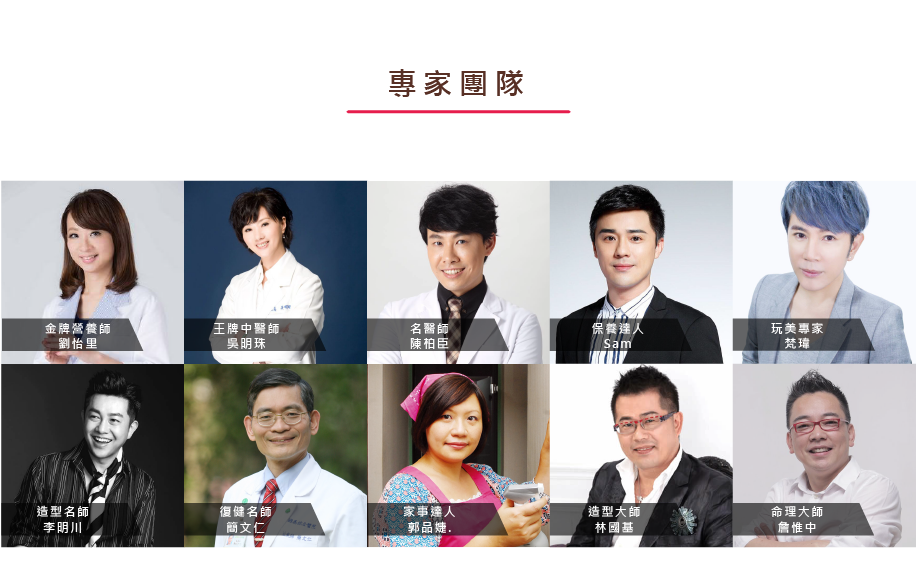 專家團隊
金牌營養師
劉怡里
王牌中醫師
吳明珠
名醫師
陳柏臣
保養達人
Sam
玩美專家
梵瑋
造型名師
李明川
復健名師
簡文仁
家事達人
郭品婕.
造型大師
林國基
命理大師
詹惟中